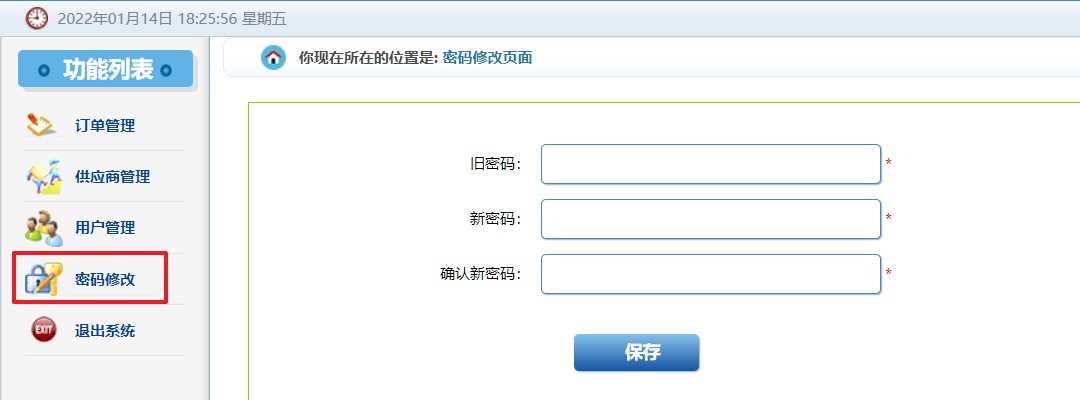 2022年01月14日 18:25:56 星期五
功能列表
订单管理
供应商管理
用户管理
密码修改
EXIT 退出系统
你现在所在的位置是: 密码修改页面
旧密码： *
新密码： *
确认新密码： *
保存